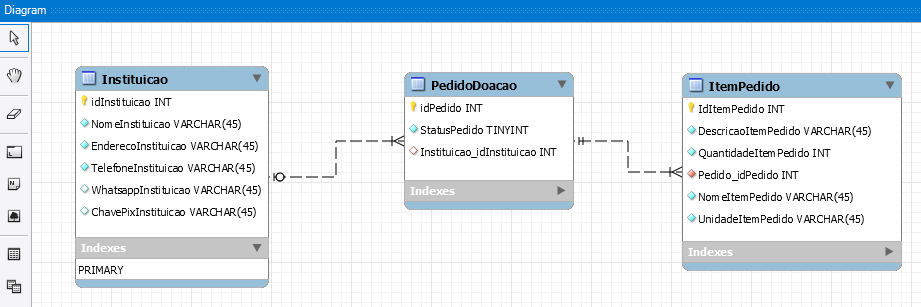 Diagram
Instituicao
idInstituicao INT
NomeInstituicao VARCHAR(45)
EnderecoInstituicao VARCHAR(45)
TelefoneInstituicao VARCHAR(45)
WhatsappInstituicao VARCHAR(45)
ChavePixInstituicao VARCHAR(45)
Indexes
PRIMARY
PedidoDoacao
idPedido INT
StatusPedido TINYINT
Instituicao_idInstituicao INT
Indexes
ItemPedido
IdItemPedido INT
DescricaoItemPedido VARCHAR(45)
QuantidadeItemPedido INT
Pedido_idPedido INT
NomeItemPedido VARCHAR(45)
UnidadeItemPedido VARCHAR(45)
Indexes